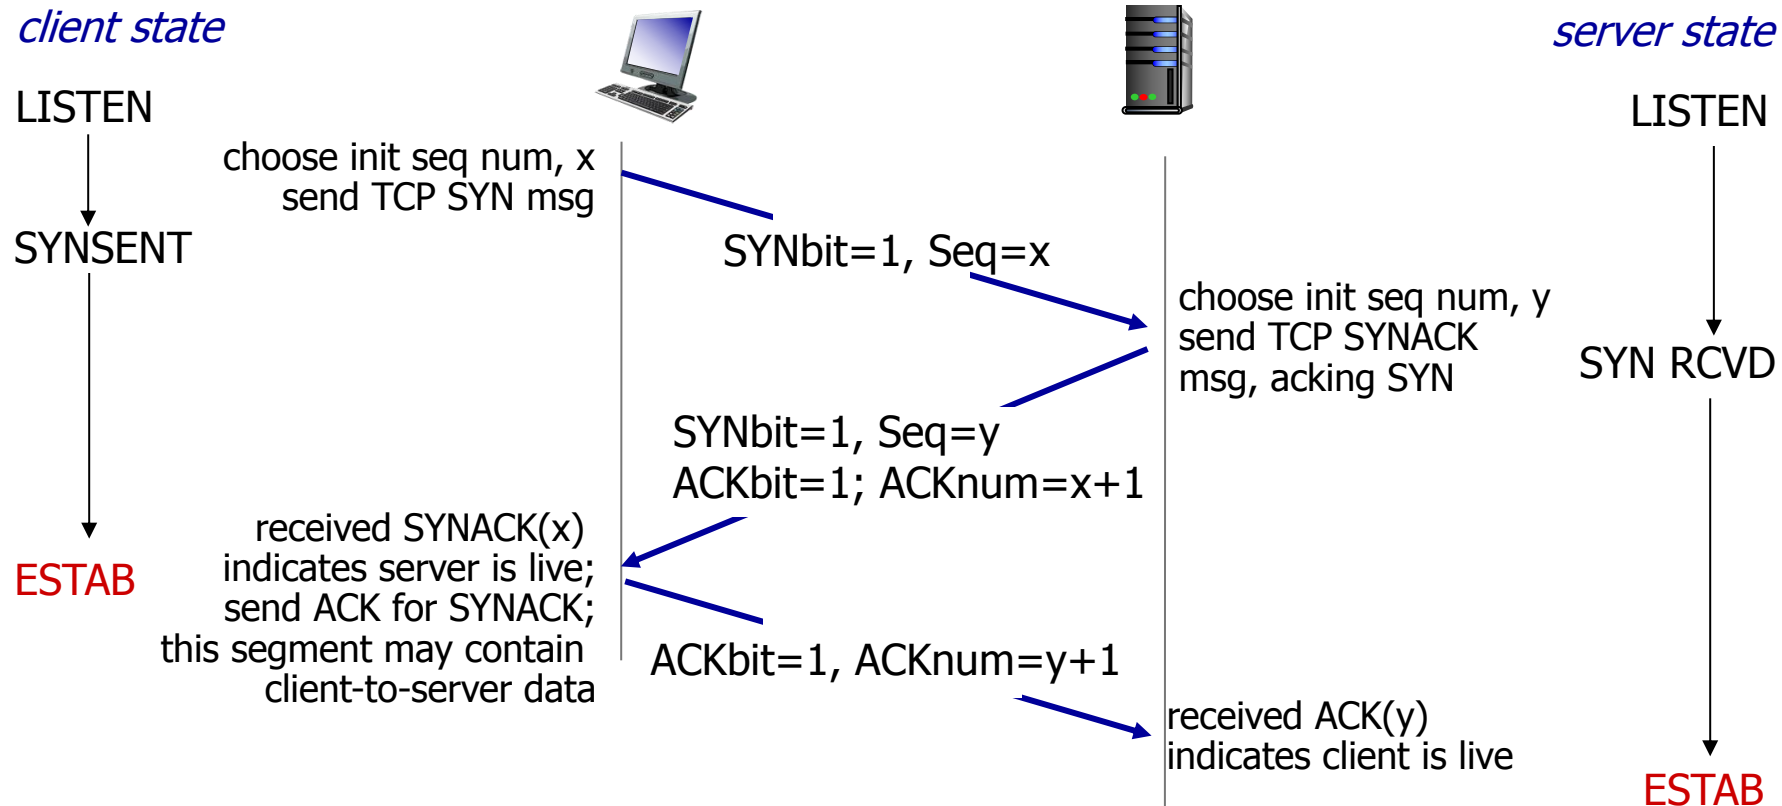 client state
server state
LISTEN
LISTEN
choose init seq num, x
send TCP SYN msg
SYNSENT
SYNbit=1, Seq=x
choose init seq num, y
send TCP SYNACK
msg, acking SYN
SYN RCVD
SYNbit=1, Seq=y
ACKbit=1; ACKnum=x+1
received SYNACK(x)
indicates server is live;
send ACK for SYNACK;
this segment may contain
client-to-server data
ESTAB
ACKbit=1, ACKnum=y+1
received ACK(y)
indicates client is live
ESTAB